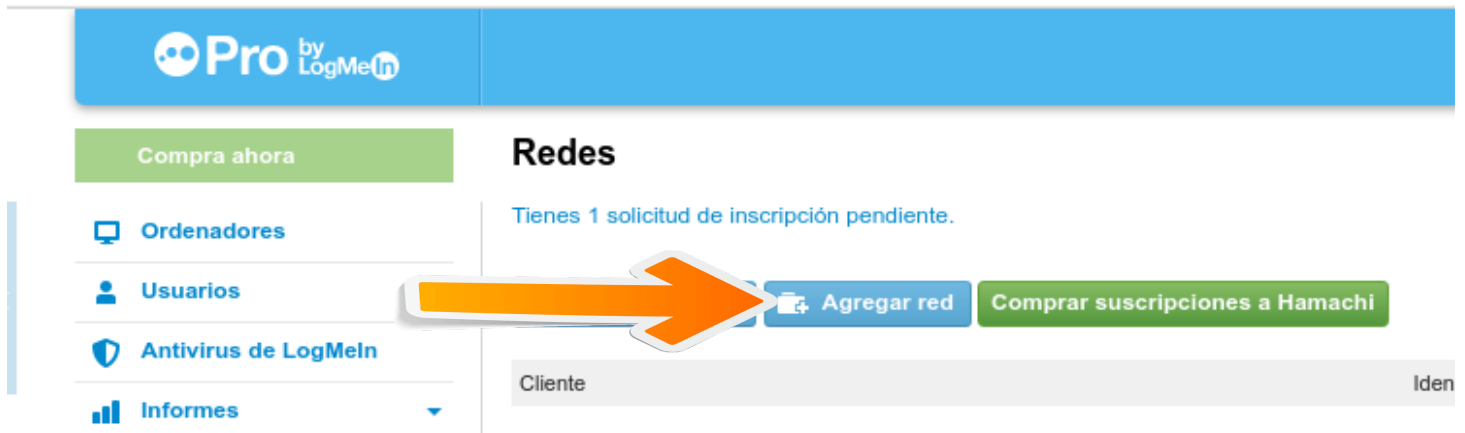 Pro by LogMeIn
Compra ahora
Ordenadores
Usuarios
Antivirus de LogMeIn
Informes
Redes
Tienes 1 solicitud de inscripción pendiente.
Agregar red
Comprar suscripciones a Hamachi
Cliente